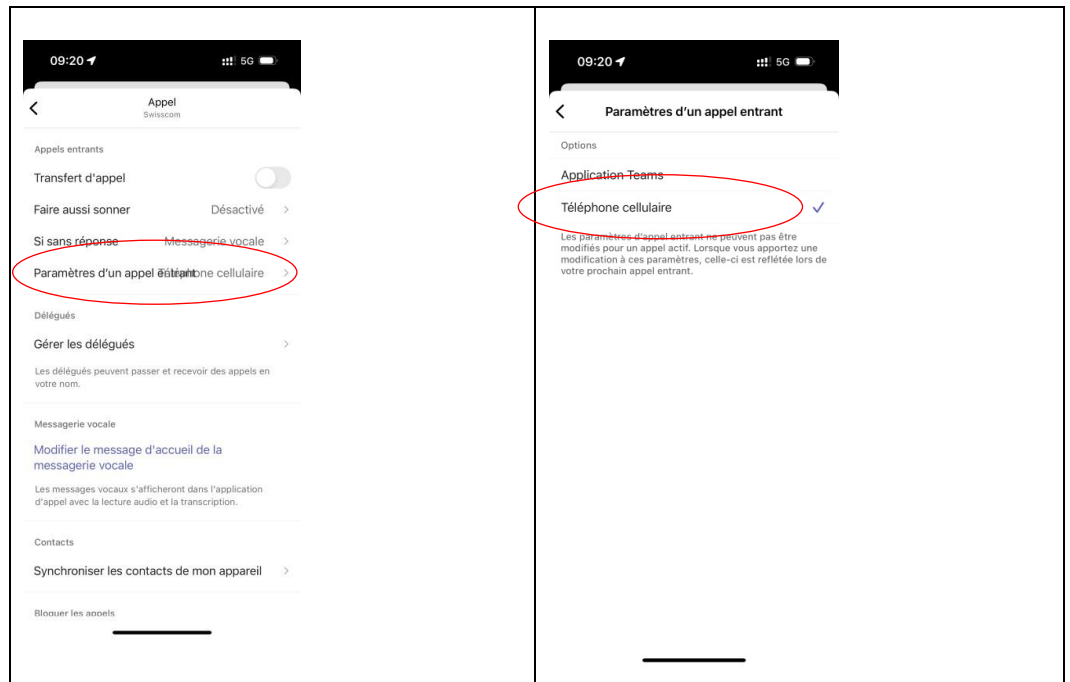 09:20
5G
Appel
Swisscom
Appels entrants
Transfert d'appel
Faire aussi sonner Désactivé
Si sans réponse Messagerie vocale
Paramètres d'un appel entrant Téléphone cellulaire
Délégués
Gérer les délégués
Les délégués peuvent passer et recevoir des appels en
votre nom.
Messagerie vocale
Modifier le message d'accueil de la
messagerie vocale
Les messages vocaux s'afficheront dans l'application
d'appel avec la lecture audio et la transcription.
Contacts
Synchroniser les contacts de mon appareil
Bloquer les appels
09:20
5G
Paramètres d'un appel entrant
Options
Application Teams
Téléphone cellulaire
Les paramètres d'appel entrant ne peuvent pas être
modifiés pour un appel actif. Lorsque vous apportez une
modification à ces paramètres, celle-ci est reflétée lors de
votre prochain appel entrant.